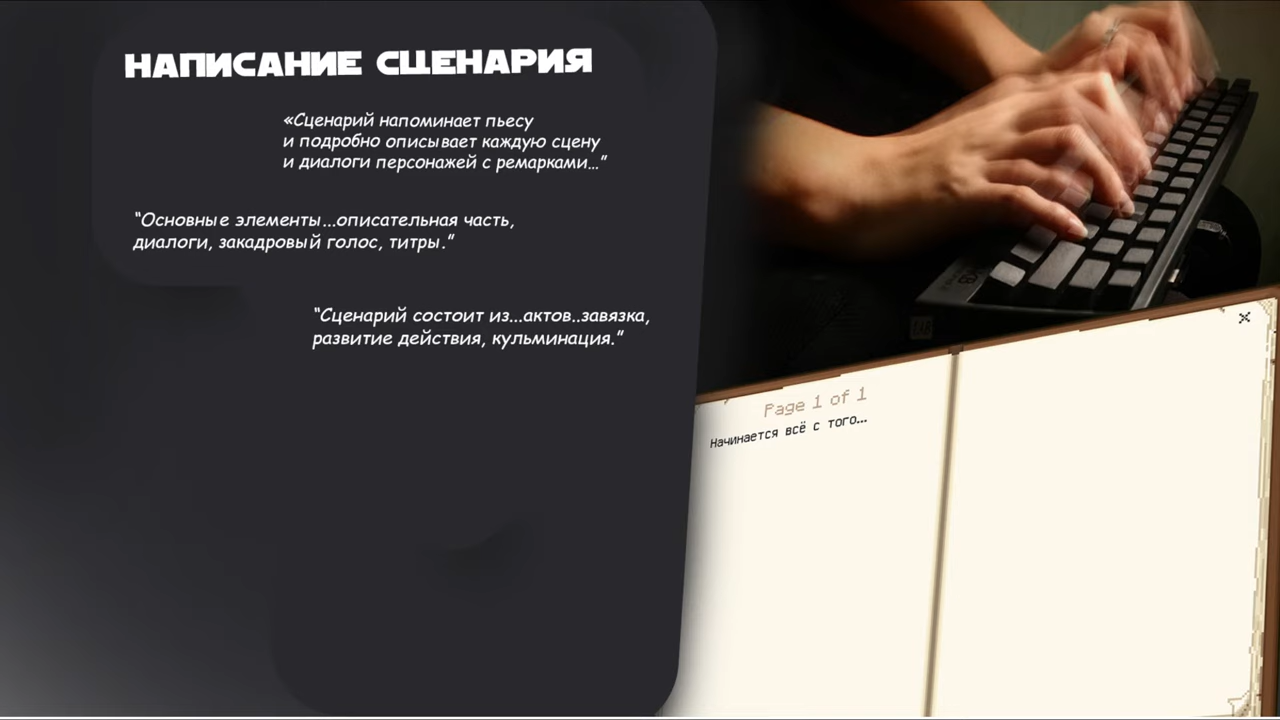 НАПИСАНИЕ СЦЕНАРИЯ
«Сценарий напоминает пьесу
и подробно описывает каждую сцену
и диалоги персонажей с ремарками…”
“Основные элементы...описательная часть,
диалоги, закадровый голос, титры.”
“Сценарий состоит из...актов..завязка,
развитие действия, кульминация.”
Page 1 of 1
Начинается всё с того...